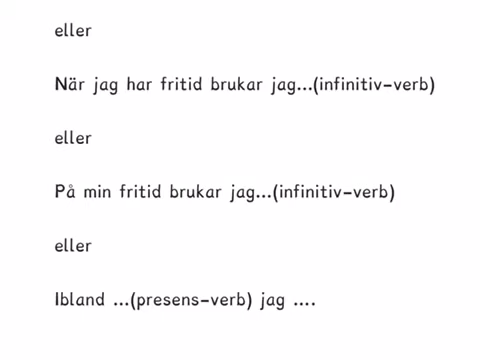 eller
När jag har fritid brukar jag...(infinitiv-verb)
eller
På min fritid brukar jag...(infinitiv-verb)
eller
Ibland ...(presens-verb) jag ....